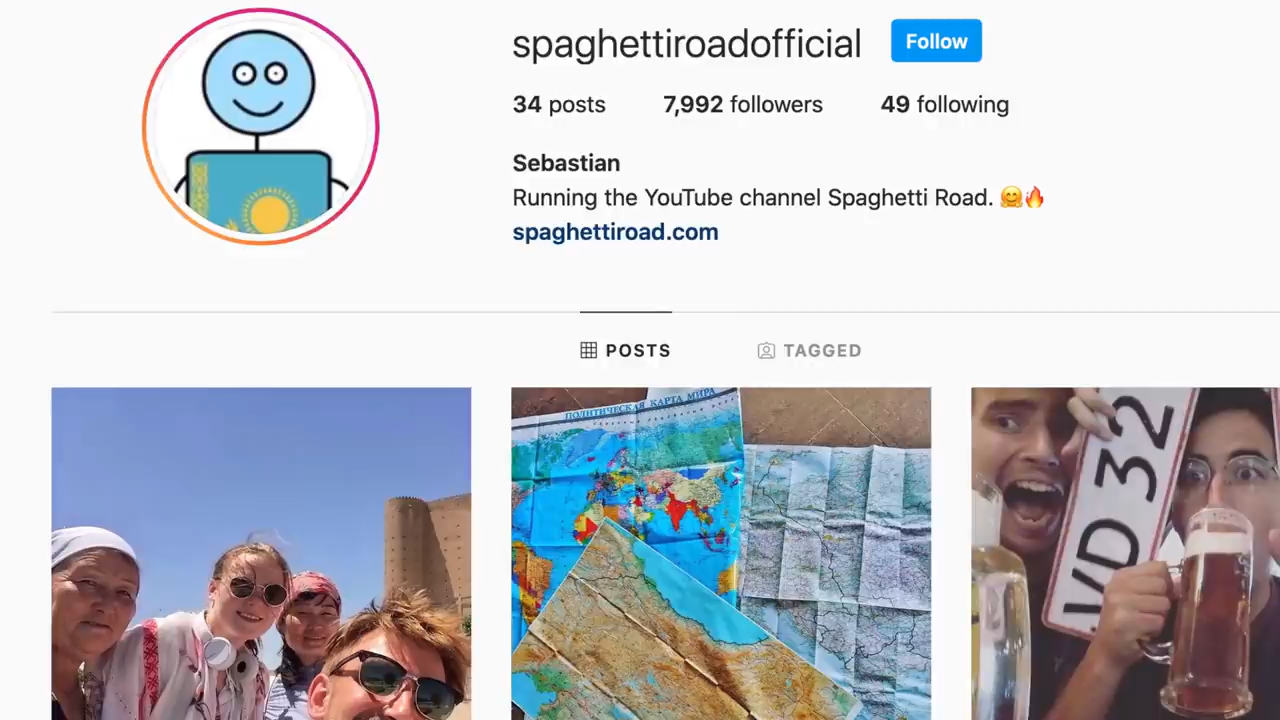 spaghettiroadofficial
Follow
34 posts
7,992 followers
49 following
Sebastian
Running the YouTube channel Spaghetti Road. 🤗🔥
spaghettiroad.com
POSTS
TAGGED
ПОЛИТИЧЕСКАЯ КАРТА МИРА
VD 32